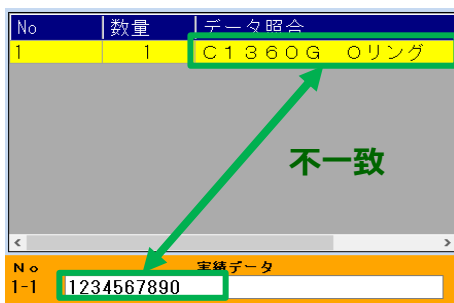 No 数量 データ照合
1 1 C1360G Oリング
不一致
< >
No 実績データ
1-1 1234567890